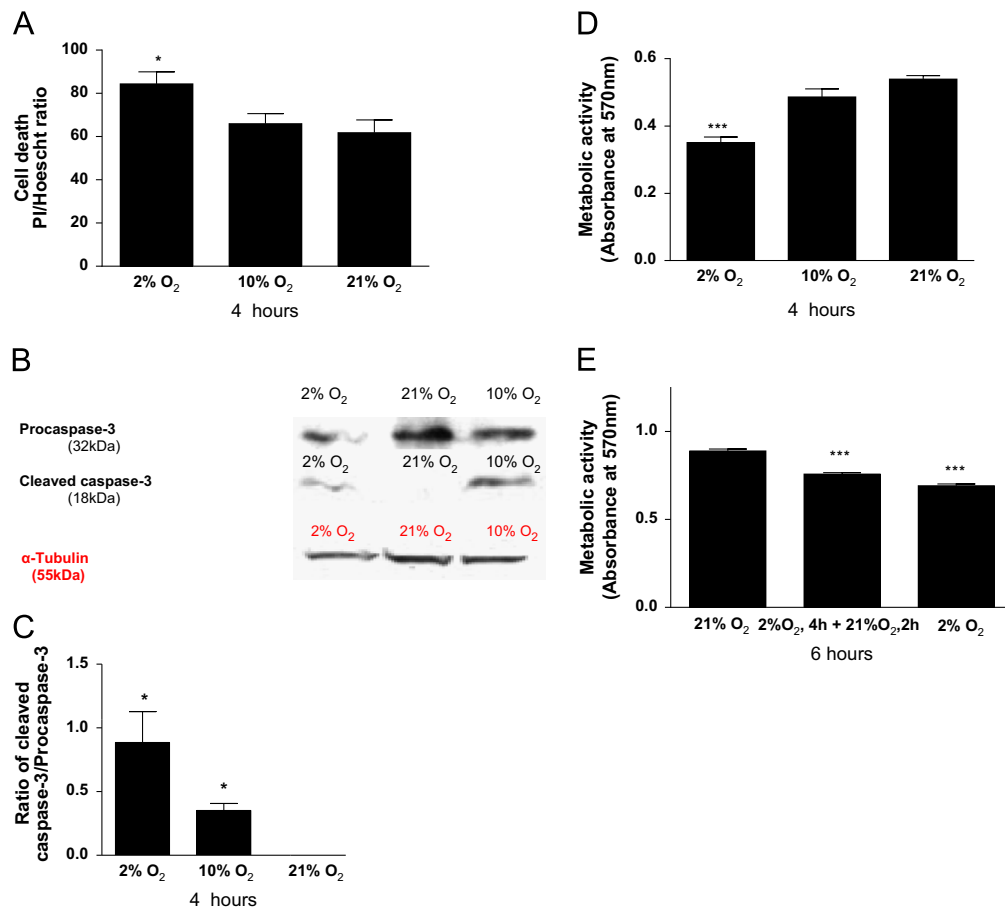 A
Cell death
PI/Hoescht ratio
100
80
60
40
20
0
*
2% O2
10% O2
21% O2
4 hours
B
2% O2
21% O2
10% O2
Procaspase-3
(32kDa)
2% O2
21% O2
10% O2
Cleaved caspase-3
(18kDa)
2% O2
21% O2
10% O2
α-Tubulin
(55kDa)
C
Ratio of cleaved
caspase-3/Procaspase-3
1.5
1.0
0.5
0.0
*
*
2% O2
10% O2
21% O2
4 hours
D
Metabolic activity
(Absorbance at 570nm)
0.6
0.4
0.2
0.0
***
2% O2
10% O2
21% O2
4 hours
E
Metabolic activity
(Absorbance at 570nm)
1.0
0.5
0.0
***
***
21% O2
2%O2, 4h + 21%O2,2h
2% O2
6 hours